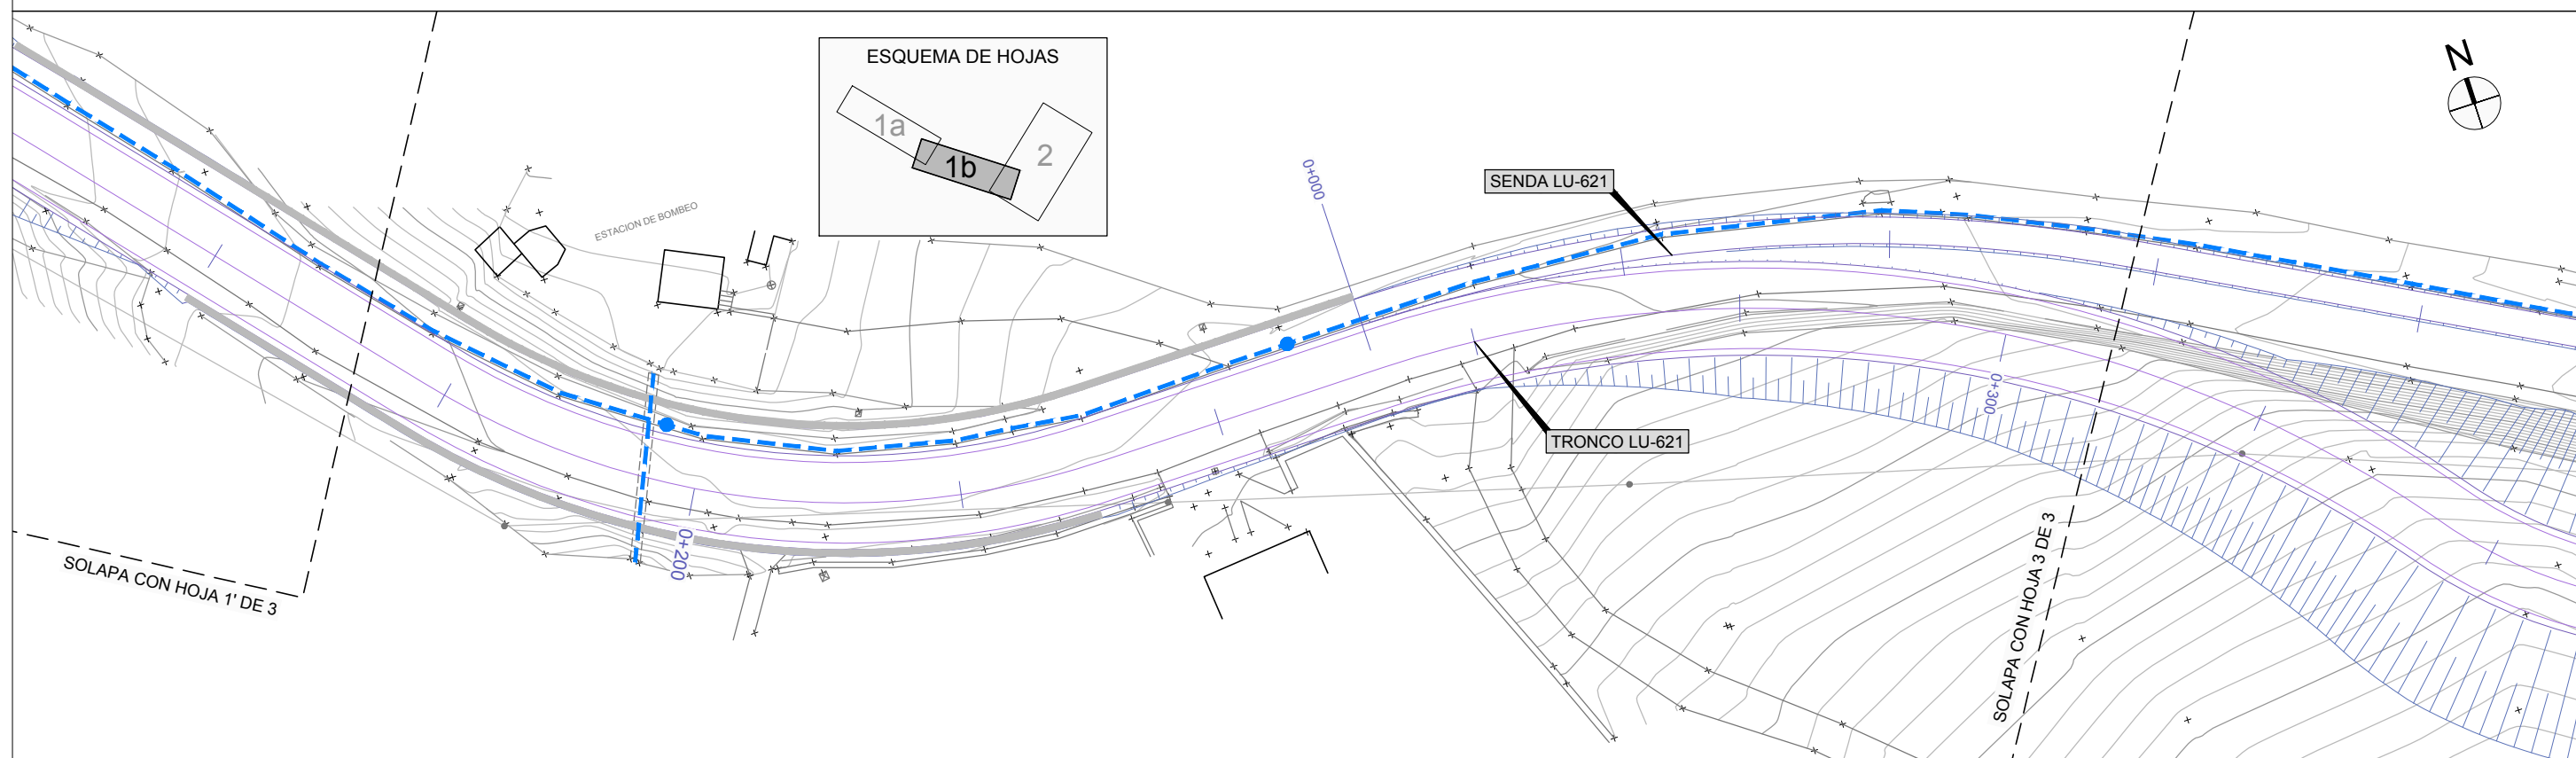 ESQUEMA DE HOJAS
1a
1b
2
N
ESTACION DE BOMBEO
0+000
SENDA LU-621
TRONCO LU-621
0+300
0+200
SOLAPA CON HOJA 1' DE 3
SOLAPA CON HOJA 3 DE 3